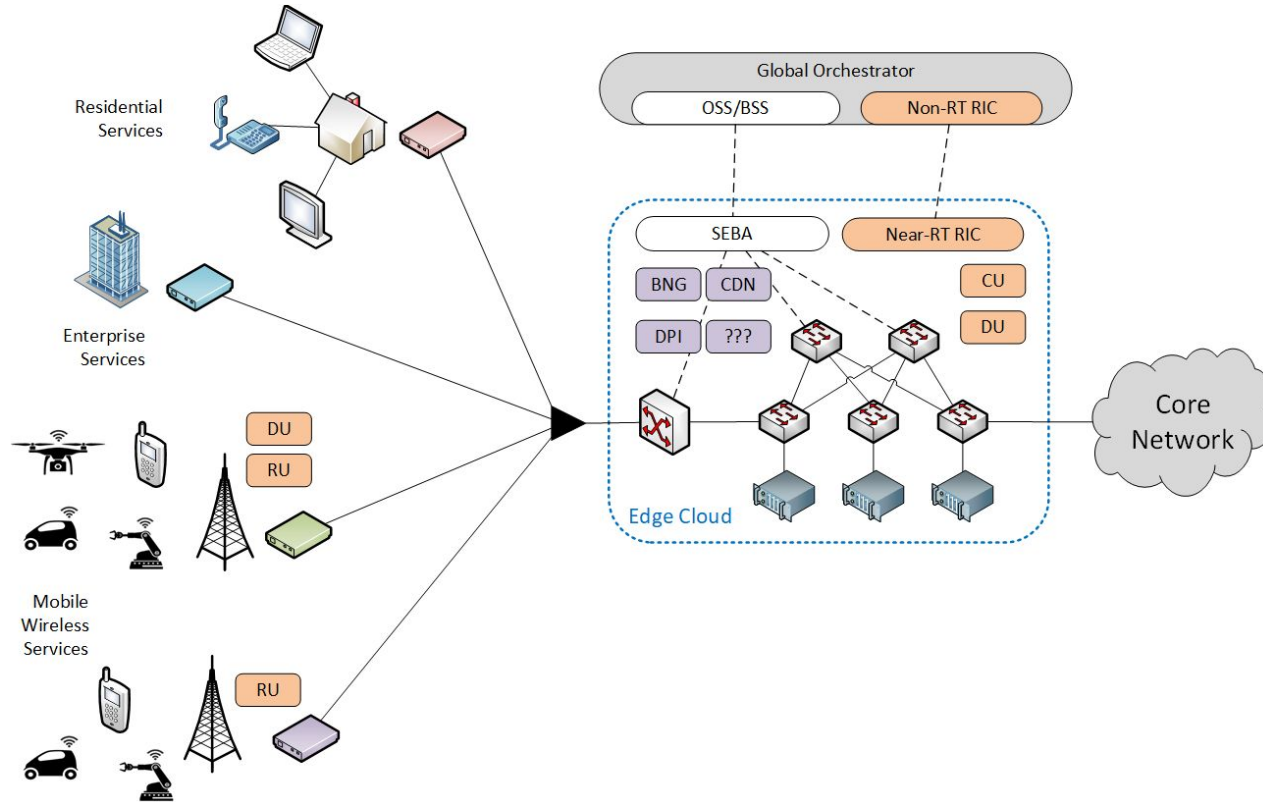 Residential
Services
Enterprise
Services
DU
RU
Mobile
Wireless
Services
RU
Global Orchestrator
OSS/BSS
Non-RT RIC
SEBA
Near-RT RIC
BNG
CDN
CU
DPI
???
DU
Edge Cloud
Core
Network